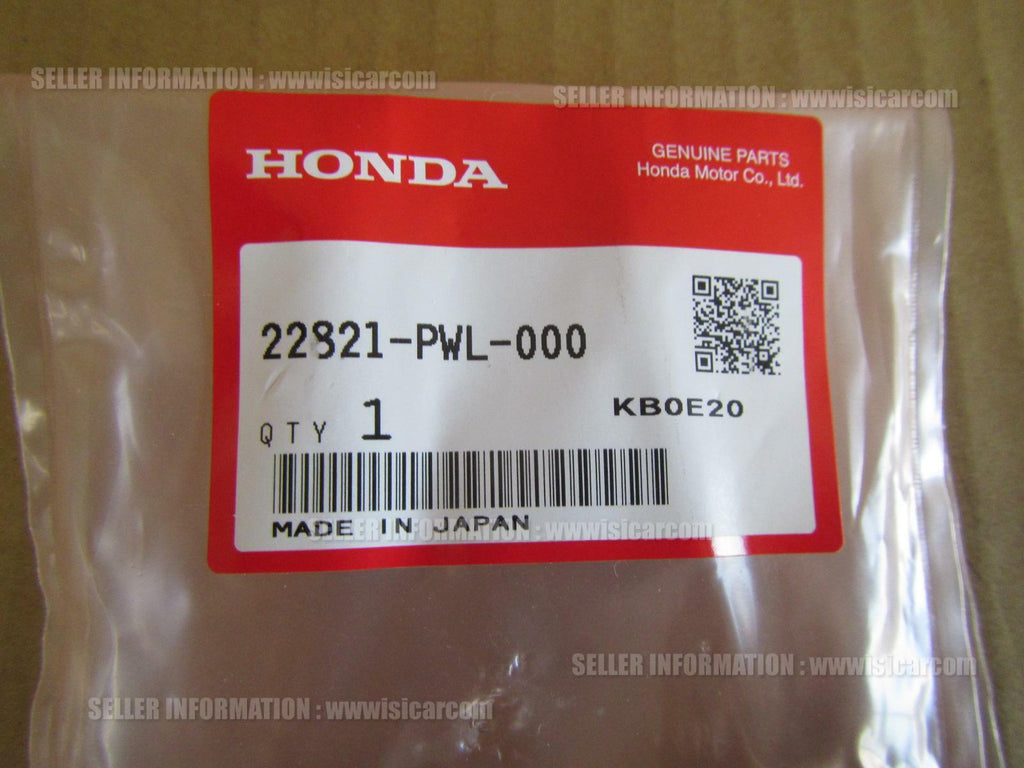 SELLER INFORMATION : wwwisicarcom
SELLER INFORMATION : wwwisicarcom
HONDA
GENUINE PARTS
Honda Motor Co., Ltd.
22821-PWL-000
KB0E20
QTY 1
MADE IN JAPAN
SELLER INFORMATION : wwwisicarcom
SELLER INFORMATION : wwwisicarcom
SELLER INFORMATION : wwwisicarcom